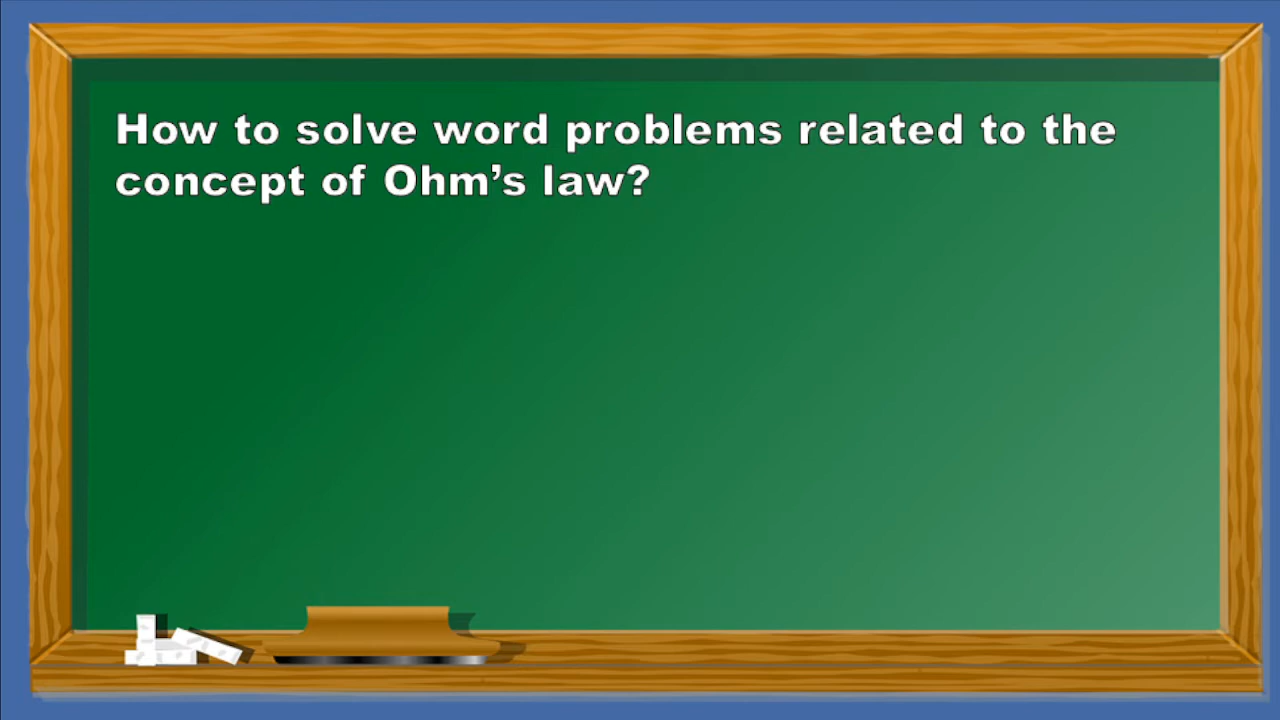 How to solve word problems related to the
concept of Ohm’s law?